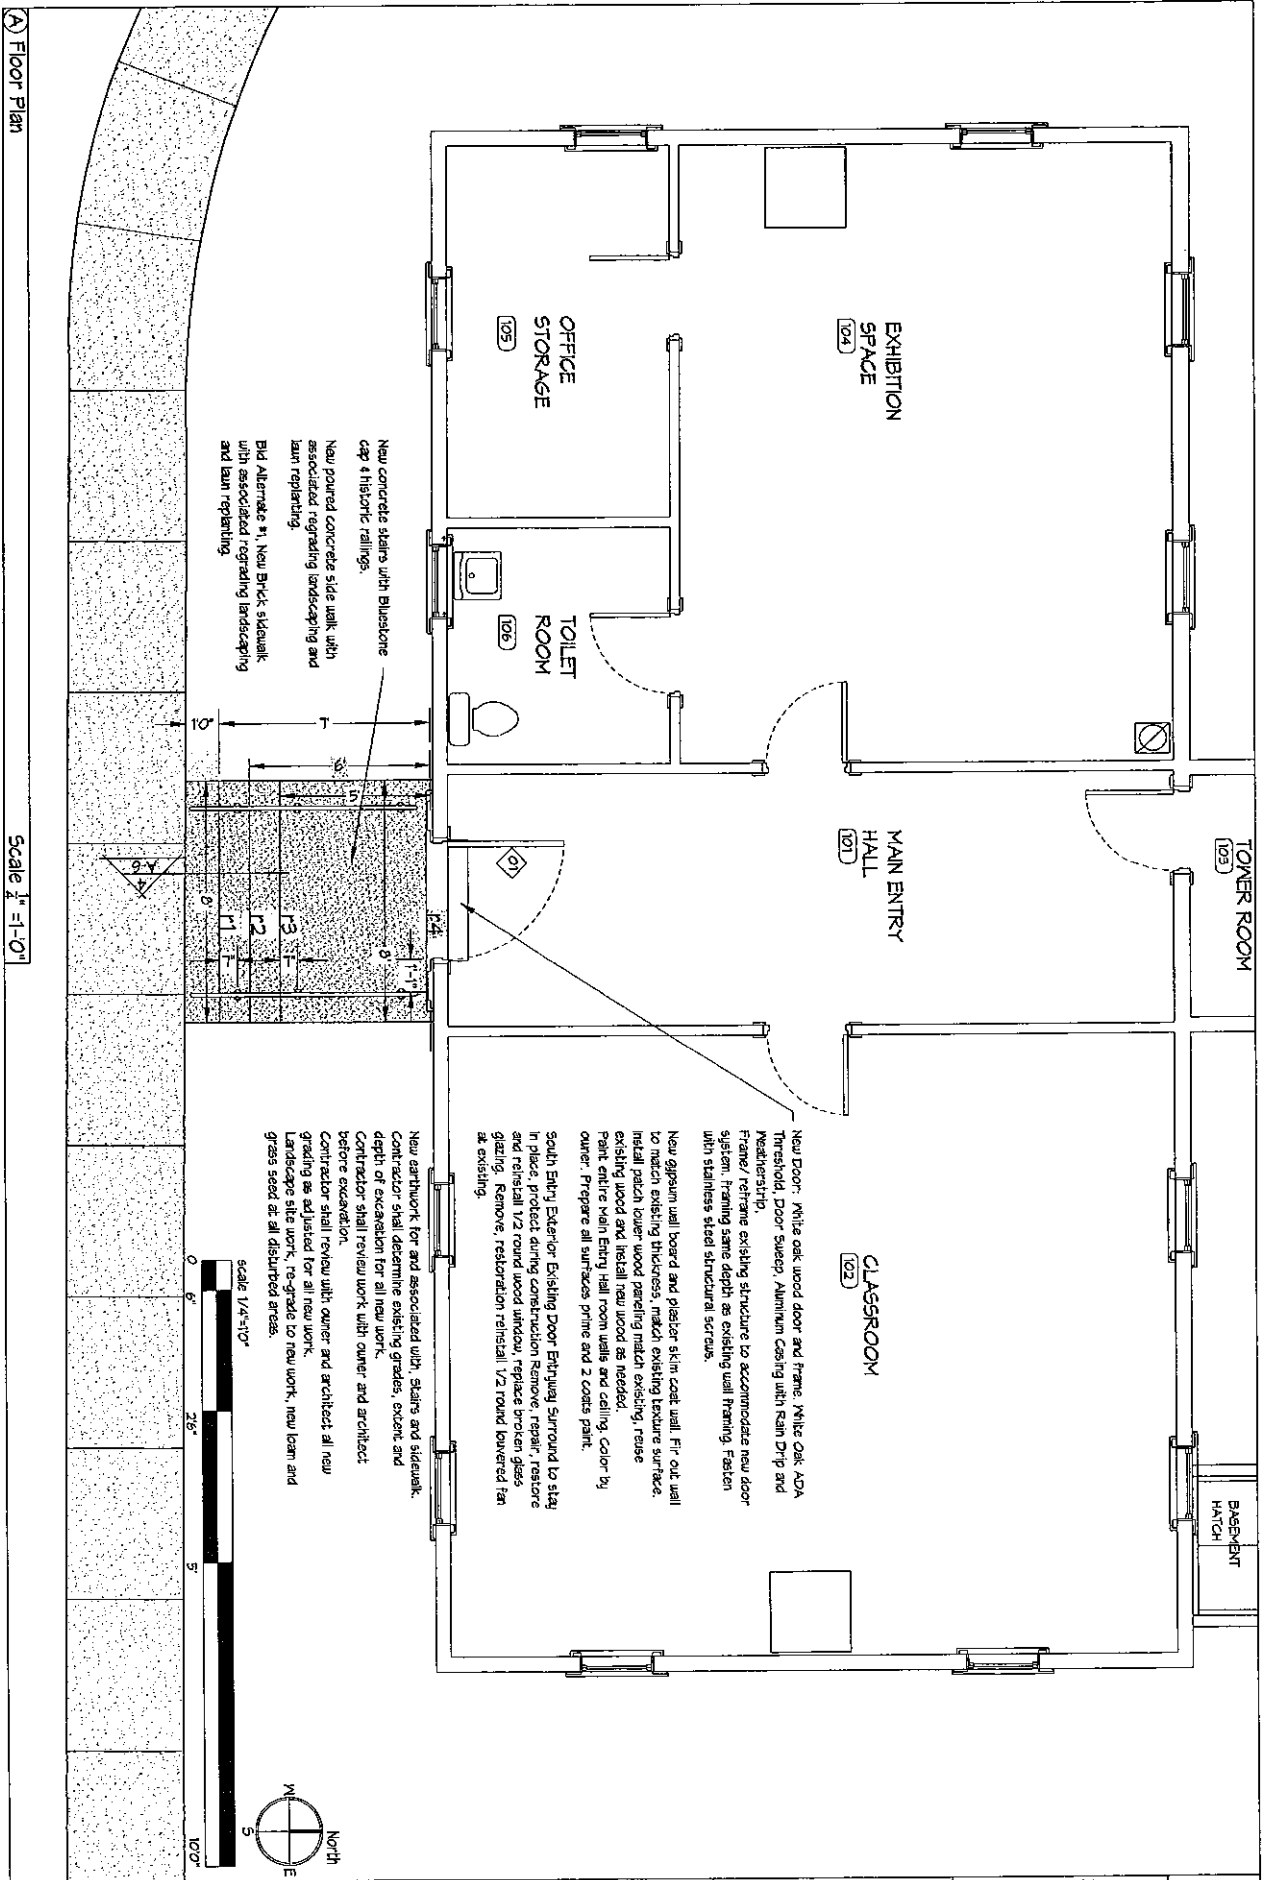 TOWER ROOM
103
BASEMENT
HATCH
EXHIBITION
SPACE
104
MAIN ENTRY
HALL
101
CLASSROOM
102
New Door: White oak wood door and frame. White Oak ADA
Threshold, Door Sweep, Aluminum Casing with Rain Drip and
Weatherstrip.
Frame/ reframe existing structure to accommodate new door
system. framing same depth as existing wall framing. Fasten
with stainless steel structural screws.
New gypsum wall board and plaster skim coat wall. Fir out wall
to match existing thickness, match existing texture surface.
Install patch lower wood paneling match existing, reuse
existing wood and install new wood as needed.
Paint entire Main Entry Hall room walls and ceiling. Color by
owner. Prepare all surfaces prime and 2 coats paint.
South Entry Exterior Existing Door Entryway Surround to stay
in place, protect during construction Remove, repair, restore
and reinstall 1/2 round wood window, replace broken glass
glazing. Remove, restoration reinstall 1/2 round louvered fan
at existing.
OFFICE
STORAGE
105
TOILET
ROOM
106
01
New concrete stairs with Bluestone
cap & historic railings.
New poured concrete side walk with
associated regrading landscaping and
lawn replanting.
Bid Alternate #1, New Brick sidewalk
with associated regrading landscaping
and lawn replanting.
New earthwork for and associated with, Stairs and sidewalk.
Contractor shall determine existing grades, extent and
depth of excavation for all new work.
Contractor shall review work with owner and architect
before excavation.
Contractor shall review with owner and architect all new
grading as adjusted for all new work.
Landscape site work, re-grade to new work, new loam and
grass seed at all disturbed areas.
r4
8'
1'-1"
5'
6'
7'
1'0"
r3
r2
r1
1'
1'
8'
4
A-6
scale 1/4"=1'0"
0
6"
2'6"
5'
10'0"
North
W
E
S
A Floor Plan
Scale 1/4" =1'-0"